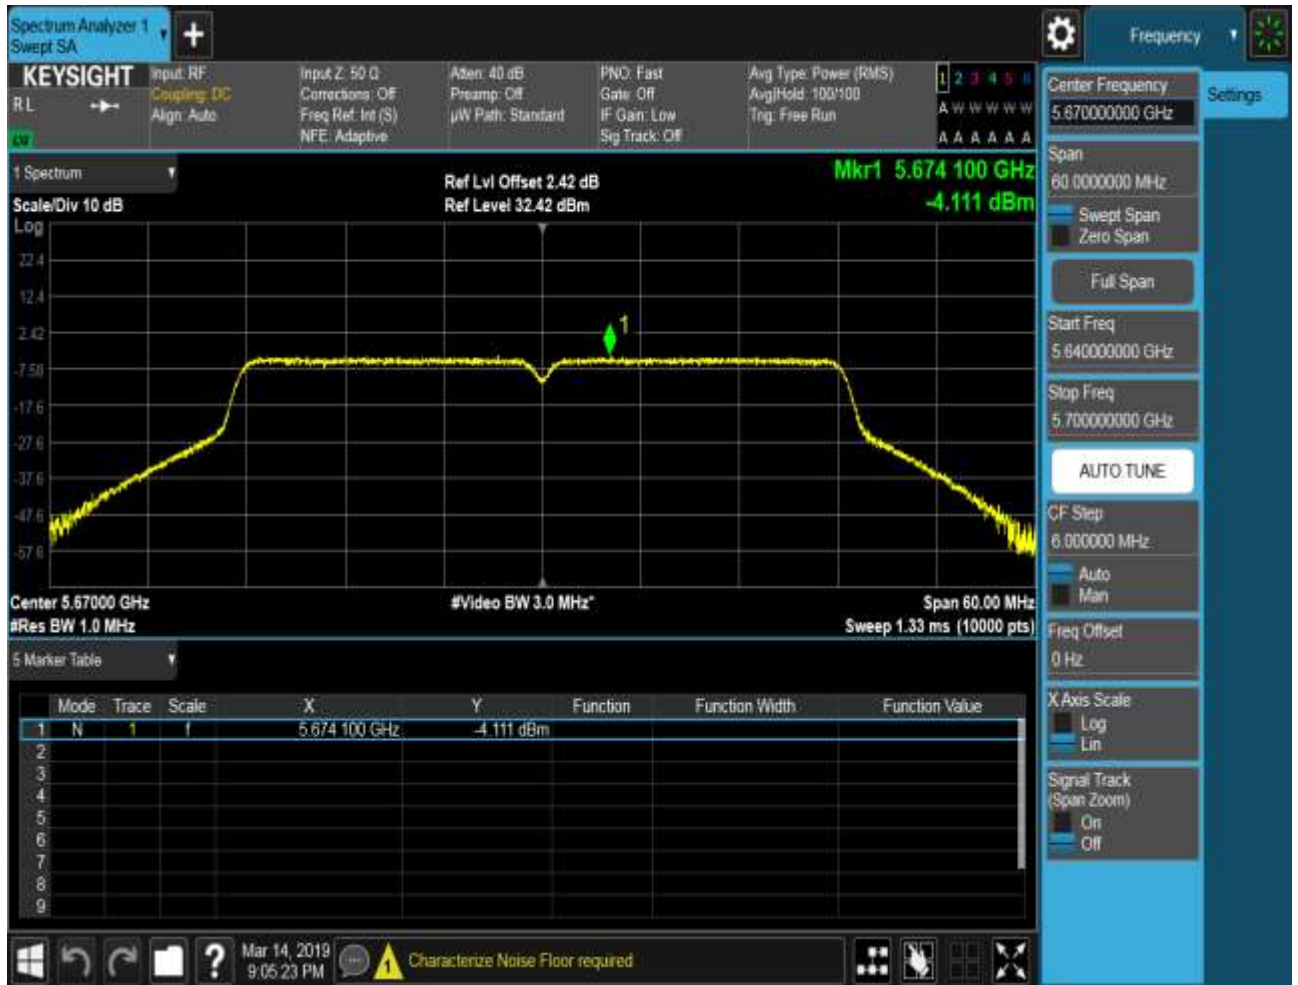 Spectrum Analyzer 1
Swept SA
Frequency
KEYSIGHT
Input: RF
Input Z: 50 Ω
Atten: 40 dB
PNO: Fast
Avg Type: Power (RMS)
1 2 3 4 5 6
R L
Coupling: DC
Corrections: Off
Preamp: Off
Gate: Off
Avg|Hold: 100/100
Align: Auto
Freq Ref: Int (S)
µW Path: Standard
IF Gain: Low
Trig: Free Run
A W W W W W
NFE: Adaptive
Sig Track: Off
A A A A A A
1 Spectrum
Ref Lvl Offset 2.42 dB
Mkr1 5.674 100 GHz
Scale/Div 10 dB
Ref Level 32.42 dBm
-4.111 dBm
Log
22.4
12.4
2.42
-7.58
-17.6
-27.6
-37.6
-47.6
-57.6
1
Center 5.67000 GHz
#Video BW 3.0 MHz*
Span 60.00 MHz
#Res BW 1.0 MHz
Sweep 1.33 ms (10000 pts)
5 Marker Table
Mode Trace Scale X Y Function Function Width Function Value
1 N 1 f 5.674 100 GHz -4.111 dBm
2
3
4
5
6
7
8
9
Mar 14, 2019
9:05:23 PM
?
1
Characterize Noise Floor required
Center Frequency
5.670000000 GHz
Settings
Span
60.0000000 MHz
Swept Span
Zero Span
Full Span
Start Freq
5.640000000 GHz
Stop Freq
5.700000000 GHz
AUTO TUNE
CF Step
6.000000 MHz
Auto
Man
Freq Offset
0 Hz
X Axis Scale
Log
Lin
Signal Track
(Span Zoom)
On
Off